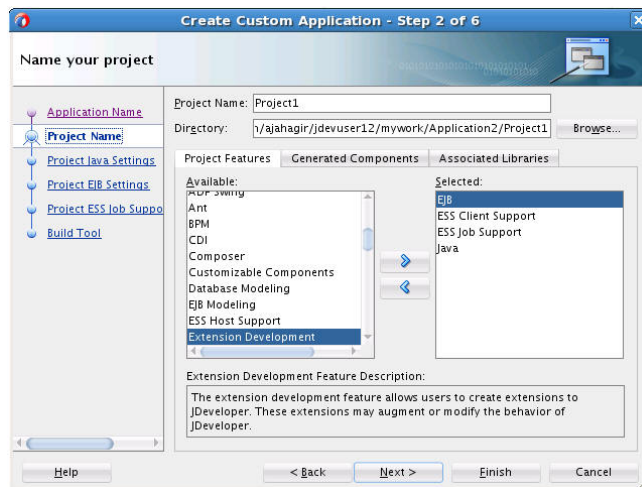 Create Custom Application - Step 2 of 6
Name your project
Application Name
Project Name
Project Java Settings
Project EJB Settings
Project ESS Job Suppo
Build Tool
Project Name: Project1
Directory: )/ajahagir/jdevuser12/mywork/Application2/Project1 Browse...
Project Features Generated Components Associated Libraries
Available:
ADF Swing
Ant
BPM
CDI
Composer
Customizable Components
Database Modeling
EJB Modeling
ESS Host Support
Extension Development
Selected:
EJB
ESS Client Support
ESS Job Support
Java
Extension Development Feature Description:
The extension development feature allows users to create extensions to
JDeveloper. These extensions may augment or modify the behavior of
JDeveloper.
Help < Back Next > Finish Cancel